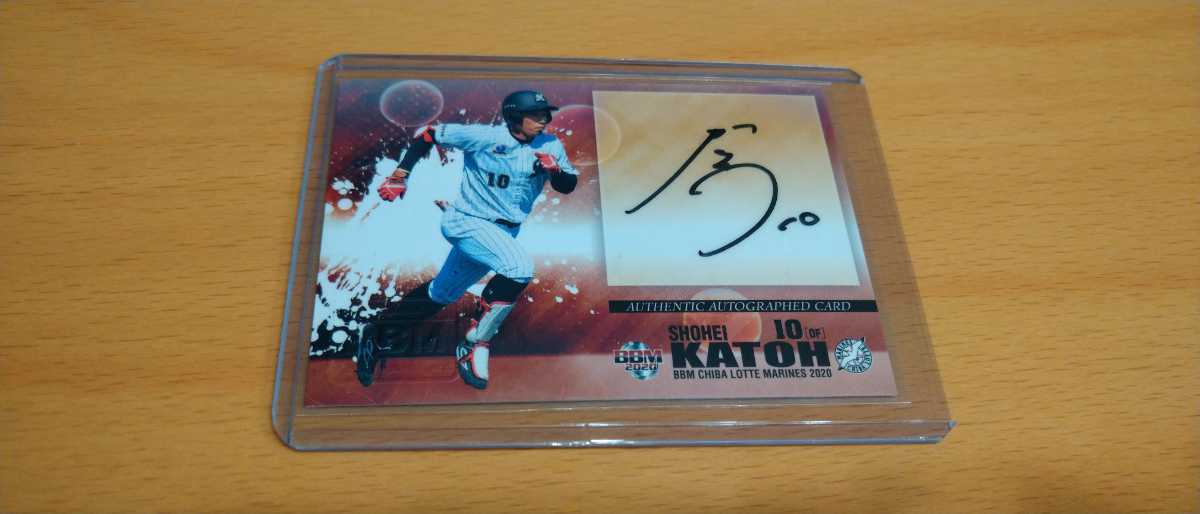 10
AUTHENTIC AUTOGRAPHED CARD
SHOHEI 10 [OF]
KATOH
BBM CHIBA LOTTE MARINES 2020
BBM
2020